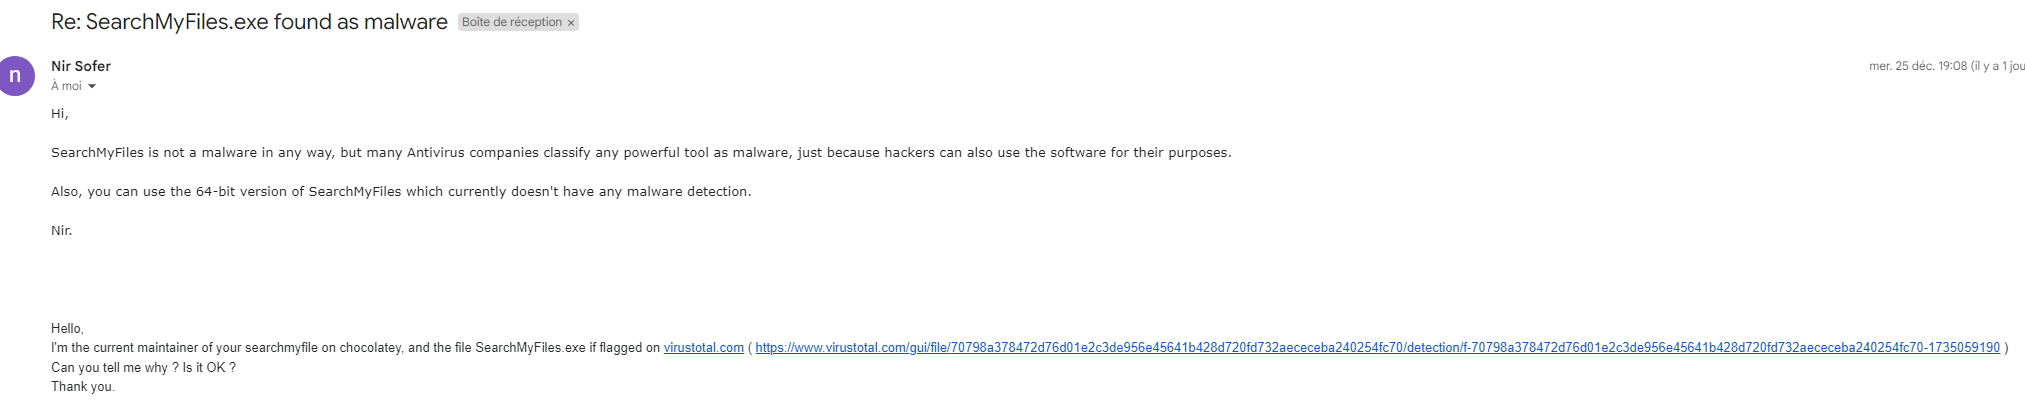 Re: SearchMyFiles.exe found as malware Boîte de réception ×
n
Nir Sofer mer. 25 déc. 19:08 (il y a 1 jou
À moi
Hi,
SearchMyFiles is not a malware in any way, but many Antivirus companies classify any powerful tool as malware, just because hackers can also use the software for their purposes.
Also, you can use the 64-bit version of SearchMyFiles which currently doesn't have any malware detection.
Nir.
Hello,
I'm the current maintainer of your searchmyfile on chocolatey, and the file SearchMyFiles.exe if flagged on virustotal.com ( https://www.virustotal.com/gui/file/70798a378472d76d01e2c3de956e45641b428d720fd732aececeba240254fc70/detection/f-70798a378472d76d01e2c3de956e45641b428d720fd732aececeba240254fc70-1735059190 )
Can you tell me why ? Is it OK ?
Thank you.